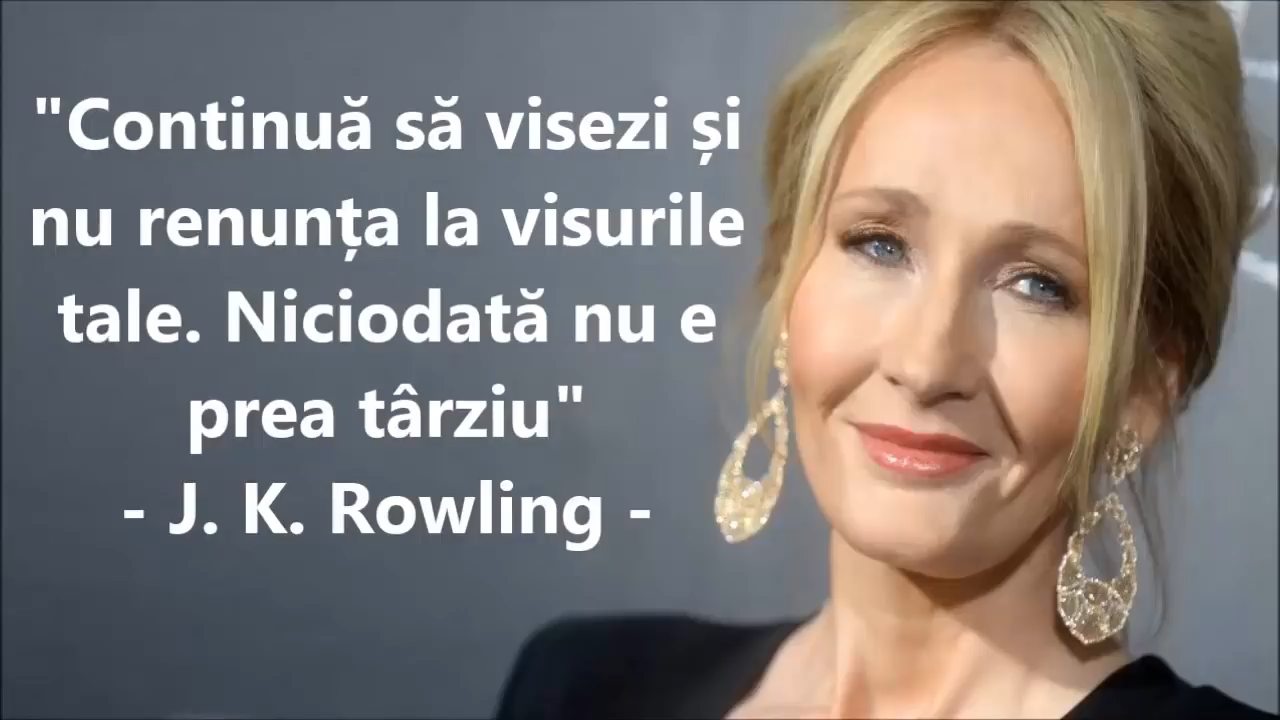 "Continuă să visezi și
nu renunța la visurile
tale. Niciodată nu e
prea târziu"
- J. K. Rowling -